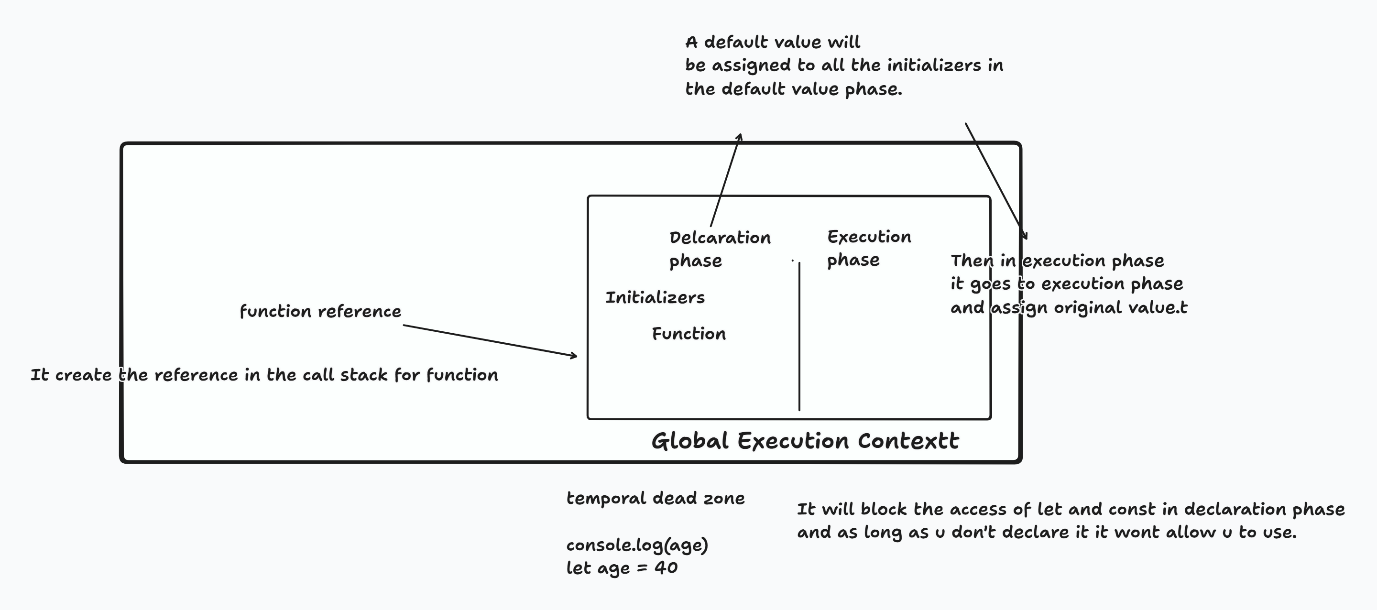 A default value will
be assigned to all the initializers in
the default value phase.
Delcaration
phase
Execution
phase
Then in execution phase
it goes to execution phase
and assign original value.t
Initializers
function reference
Function
It create the reference in the call stack for function
Global Execution Contextt
temporal dead zone
console.log(age)
let age = 40
It will block the access of let and const in declaration phase
and as long as u don't declare it it wont allow u to use.